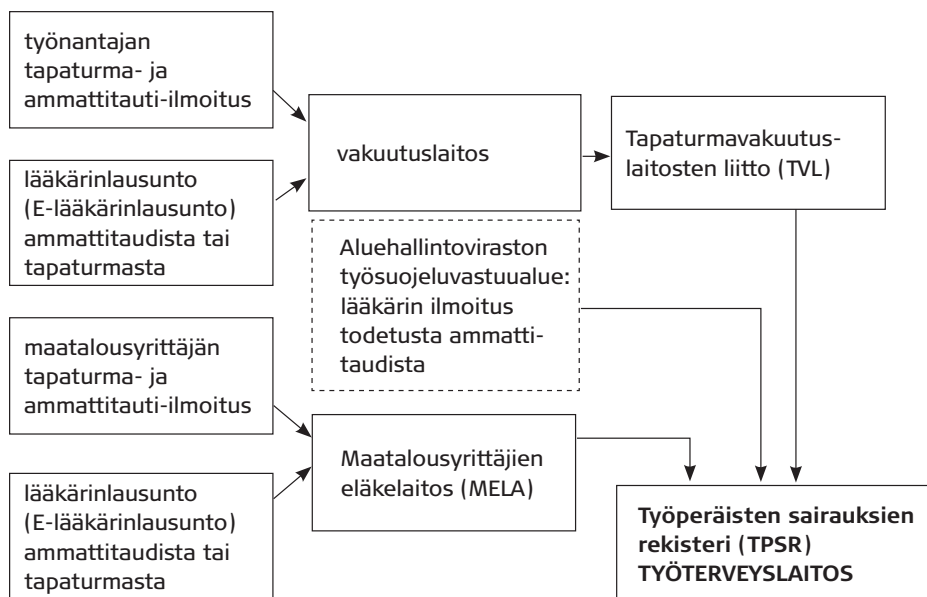 työnantajan
tapaturma- ja
ammattitauti-ilmoitus
lääkärinlausunto
(E-lääkärinlausunto)
ammattitaudista tai
tapaturmasta
maatalousyrittäjän
tapaturma- ja
ammattitauti-ilmoitus
lääkärinlausunto
(E-lääkärinlausunto)
ammattitaudista tai
tapaturmasta
vakuutuslaitos
Aluehallintoviraston
työsuojeluvastuualue:
lääkärin ilmoitus
todetusta ammatti-
taudista
Maatalousyrittäjien
eläkelaitos (MELA)
Tapaturmavakuutus-
laitosten liitto (TVL)
Työperäisten sairauksien
rekisteri (TPSR)
TYÖTERVEYSLAITOS